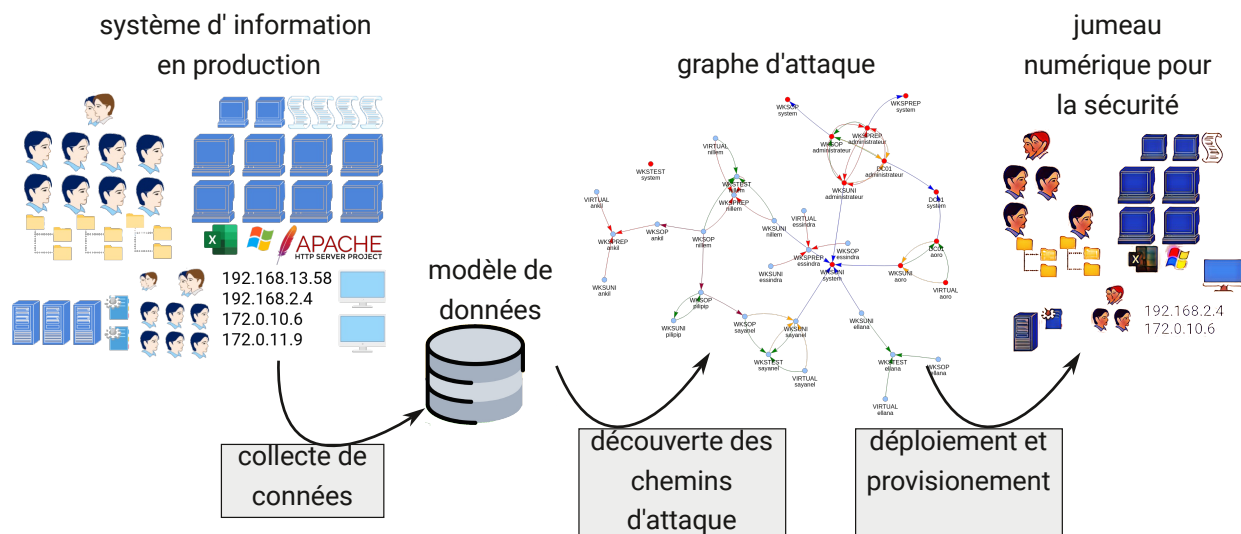 système d' information
en production
APACHE
HTTP SERVER PROJECT
192.168.13.58
192.168.2.4
172.0.10.6
172.0.11.9
collecte de
connées
modèle de
données
graphe d'attaque
WKSOP
system
WKSPREP
system
WKSPREP
administrateur
WKSOP
administrateur
DC01
administrateur
WKSUNI
administrateur
VIRTUAL
nillem
WKSTEST
system
WKSTEST
nillem
WKSPREP
nillem
DC01
system
VIRTUAL
ankil
WKSPREP
ankil
WKSOP
ankil
WKSOP
nillem
WKSUNI
nillem
VIRTUAL
essindra
WKSOP
essindra
WKSPREP
essindra
WKSUNI
essindra
WKSUNI
system
DC01
aoro
WKSUNI
aoro
VIRTUAL
aoro
WKSUNI
ankil
WKSOP
pilipip
WKSUNI
pilipip
WKSOP
sayanel
WKSUNI
sayanel
WKSTEST
sayanel
VIRTUAL
sayanel
WKSUNI
ellana
WKSTEST
ellana
WKSOP
ellana
VIRTUAL
ellana
découverte des
chemins
d'attaque
déploiement et
provisionement
jumeau
numérique pour
la sécurité
192.168.2.4
172.0.10.6